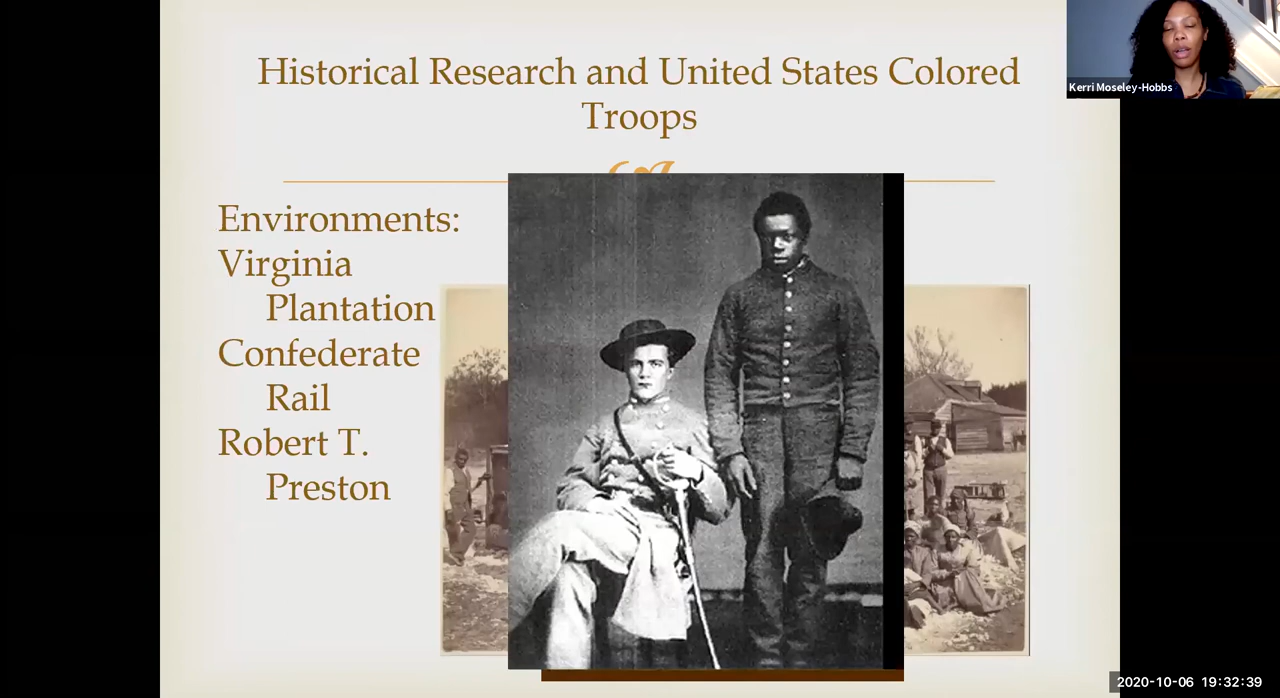 Historical Research and United States Colored
Troops
Environments:
Virginia
Plantation
Confederate
Rail
Robert T.
Preston
Kerri Moseley-Hobbs
2020-10-06 19:32:39